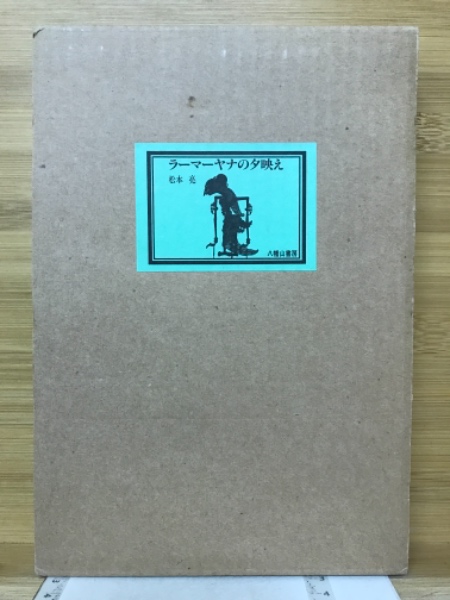 ラーマーヤナの夕映え
松本 亮
八幡山書房